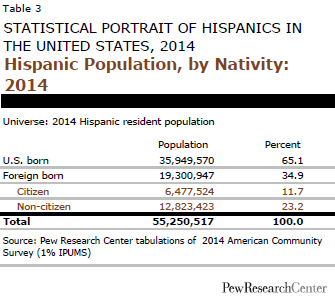 Table 3
STATISTICAL PORTRAIT OF HISPANICS IN
THE UNITED STATES, 2014
Hispanic Population, by Nativity:
2014
Universe: 2014 Hispanic resident population
Population Percent
U.S. born 35,949,570 65.1
Foreign born 19,300,947 34.9
Citizen 6,477,524 11.7
Non-citizen 12,823,423 23.2
Total 55,250,517 100.0
Source: Pew Research Center tabulations of 2014 American Community
Survey (1% IPUMS)
PewResearchCenter